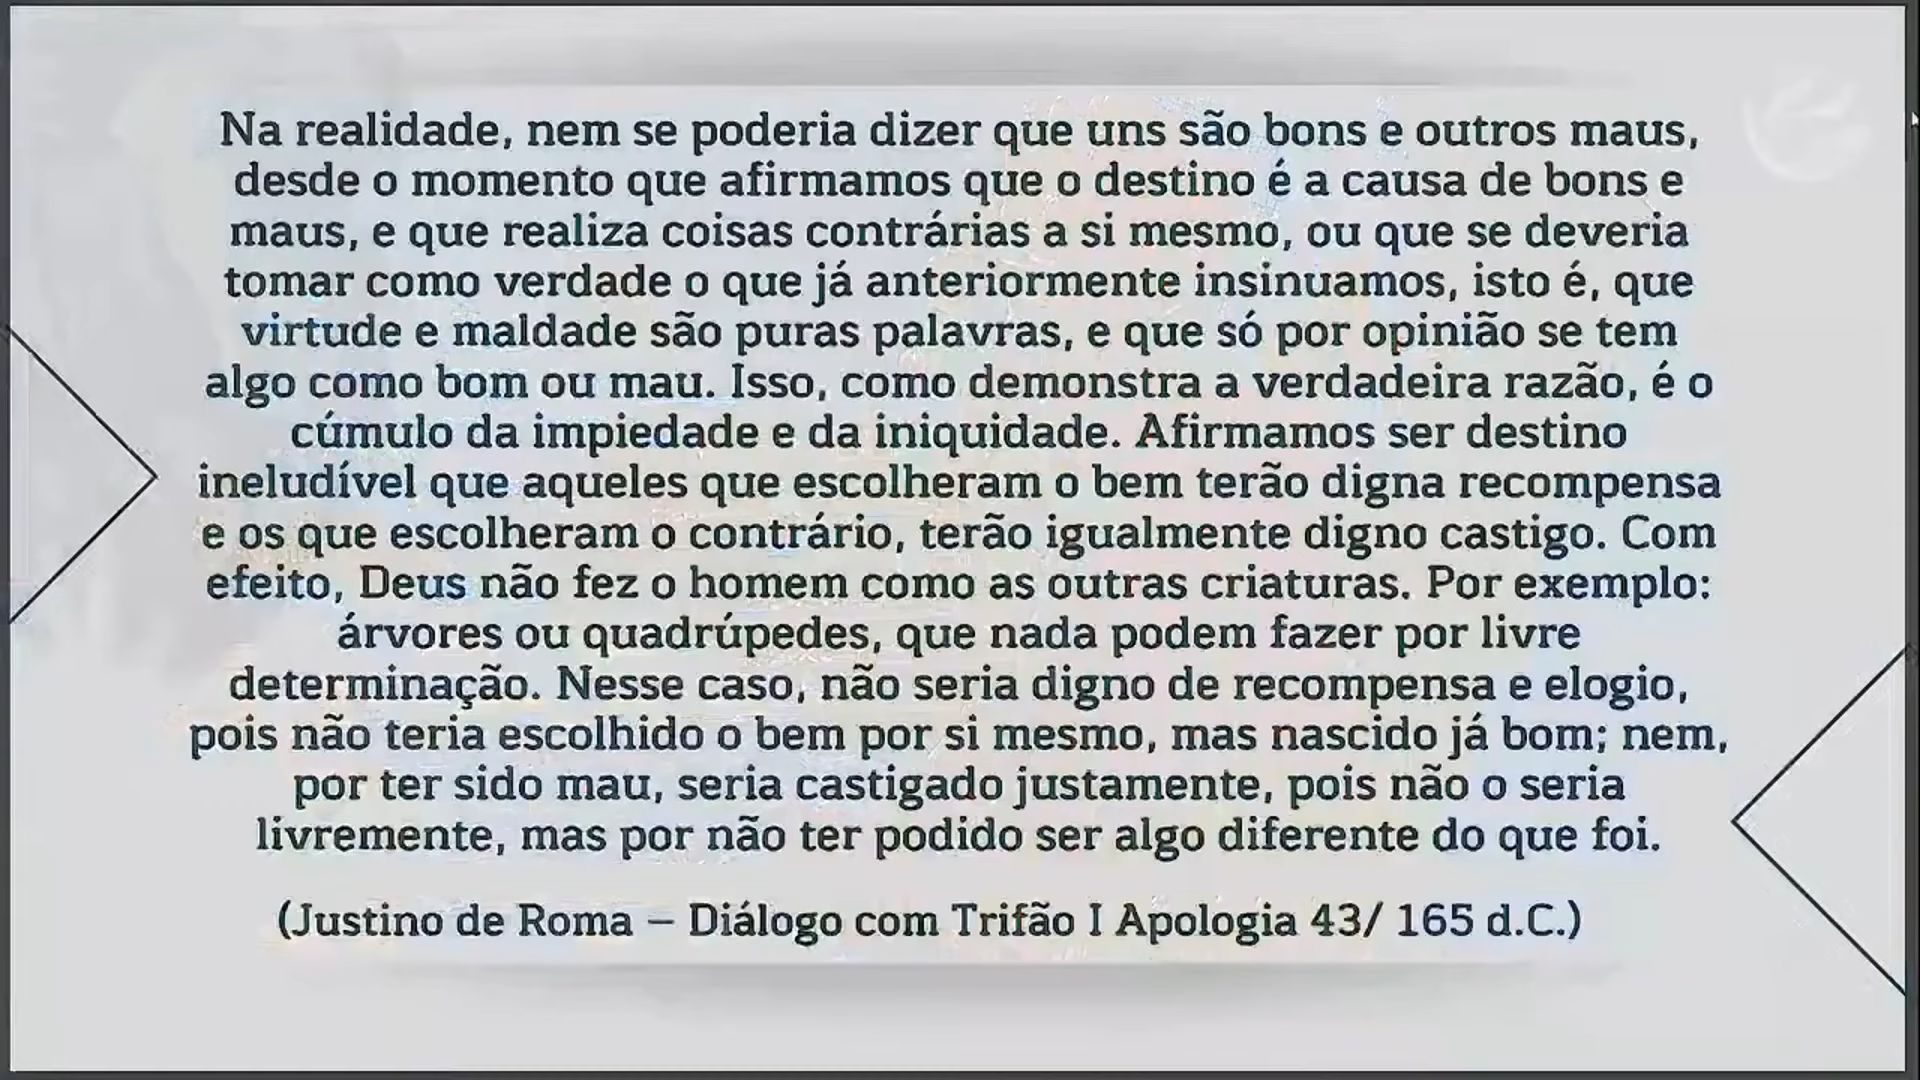 Na realidade, nem se poderia dizer que uns são bons e outros maus,
desde o momento que afirmamos que o destino é a causa de bons e
maus, e que realiza coisas contrárias a si mesmo, ou que se deveria
tomar como verdade o que já anteriormente insinuamos, isto é, que
virtude e maldade são puras palavras, e que só por opinião se tem
algo como bom ou mau. Isso, como demonstra a verdadeira razão, é o
cúmulo da impiedade e da iniquidade. Afirmamos ser destino
ineludível que aqueles que escolheram o bem terão digna recompensa
e os que escolheram o contrário, terão igualmente digno castigo. Com
efeito, Deus não fez o homem como as outras criaturas. Por exemplo:
árvores ou quadrúpedes, que nada podem fazer por livre
determinação. Nesse caso, não seria digno de recompensa e elogio,
pois não teria escolhido o bem por si mesmo, mas nascido já bom; nem,
por ter sido mau, seria castigado justamente, pois não o seria
livremente, mas por não ter podido ser algo diferente do que foi.
(Justino de Roma – Diálogo com Trifão I Apologia 43/ 165 d.C.)